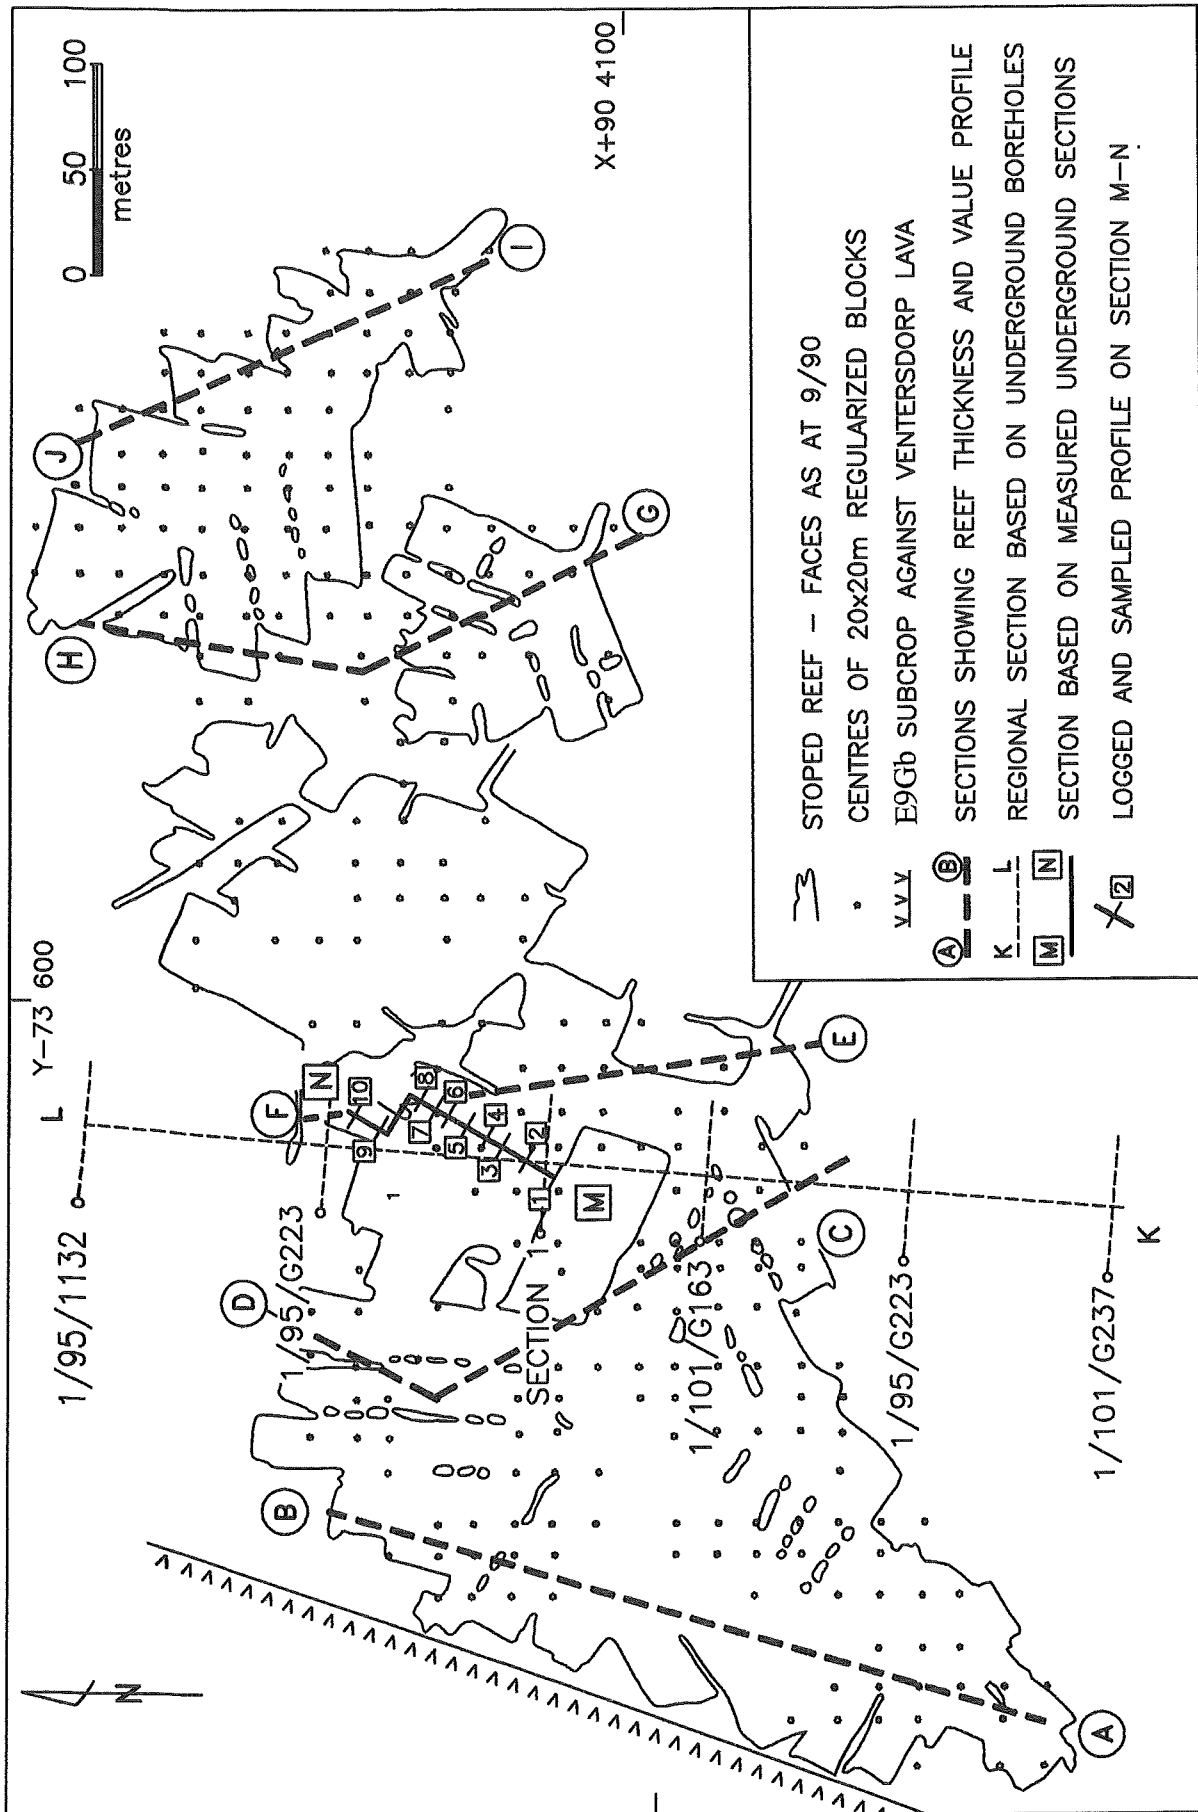 0 50 100
metres
X+90 4100
Y-73 600
N
L
1/95/1132
J
I
H
G
F
N
10
9
8
7
6
5
4
3
2
1
M
1
1/95/G223
D
B
SECTION 1
E
C
1/101/G163
1/95/G223
1/101/G237
K
A
STOPED REEF – FACES AS AT 9/90
CENTRES OF 20x20m REGULARIZED BLOCKS
VVV E9Gb SUBCROP AGAINST VENTERSDORP LAVA
A B SECTIONS SHOWING REEF THICKNESS AND VALUE PROFILE
K L REGIONAL SECTION BASED ON UNDERGROUND BOREHOLES
M N SECTION BASED ON MEASURED UNDERGROUND SECTIONS
2 LOGGED AND SAMPLED PROFILE ON SECTION M–N